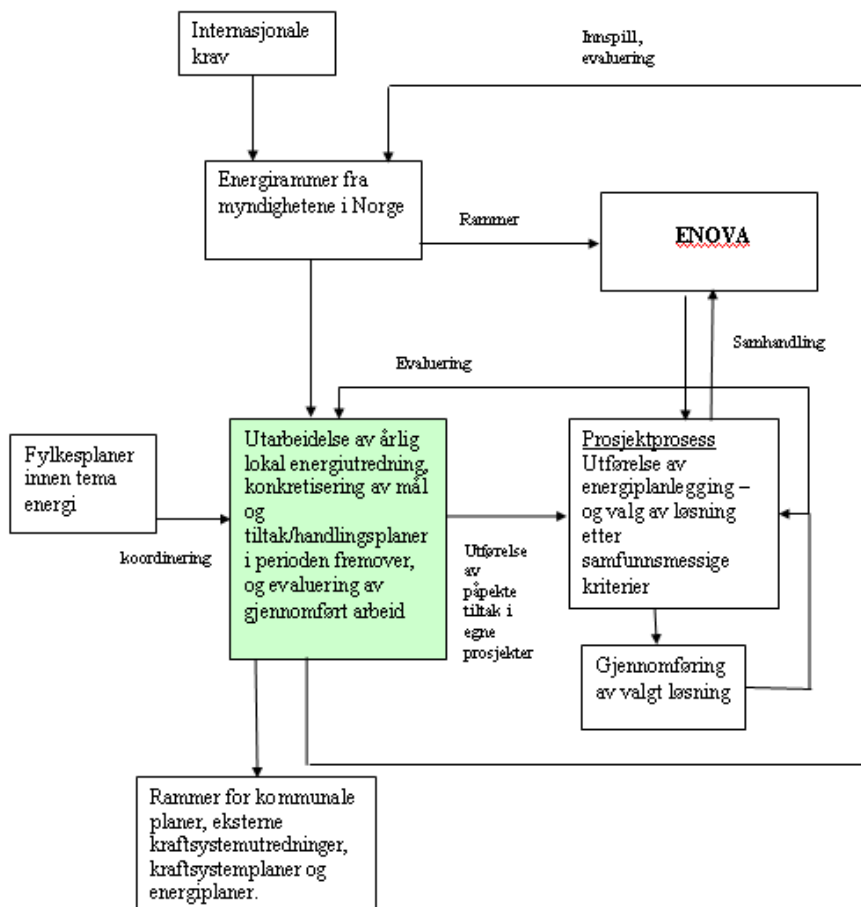 Internasjonale
krav
Innspill,
evaluering
Energirammer fra
myndighetene i Norge
Rammer
ENOVA
Samhandling
Evaluering
Fylkesplaner
innen tema
energi
koordinering
Utarbeidelse av årlig
lokal energiutredning,
konkretisering av mål
og
tiltak/handlingsplaner
i perioden fremover,
og evaluering av
gjennomført arbeid
Utførelse
av
påpekte
tiltak i
egne
prosjekter
Prosjektprosess
Utførelse av
energiplanlegging –
og valg av løsning
etter
samfunnsmessige
kriterier
Gjennomføring
av valgt løsning
Rammer for kommunale
planer, eksterne
kraftsystemutredninger,
kraftsystemplaner og
energiplaner.